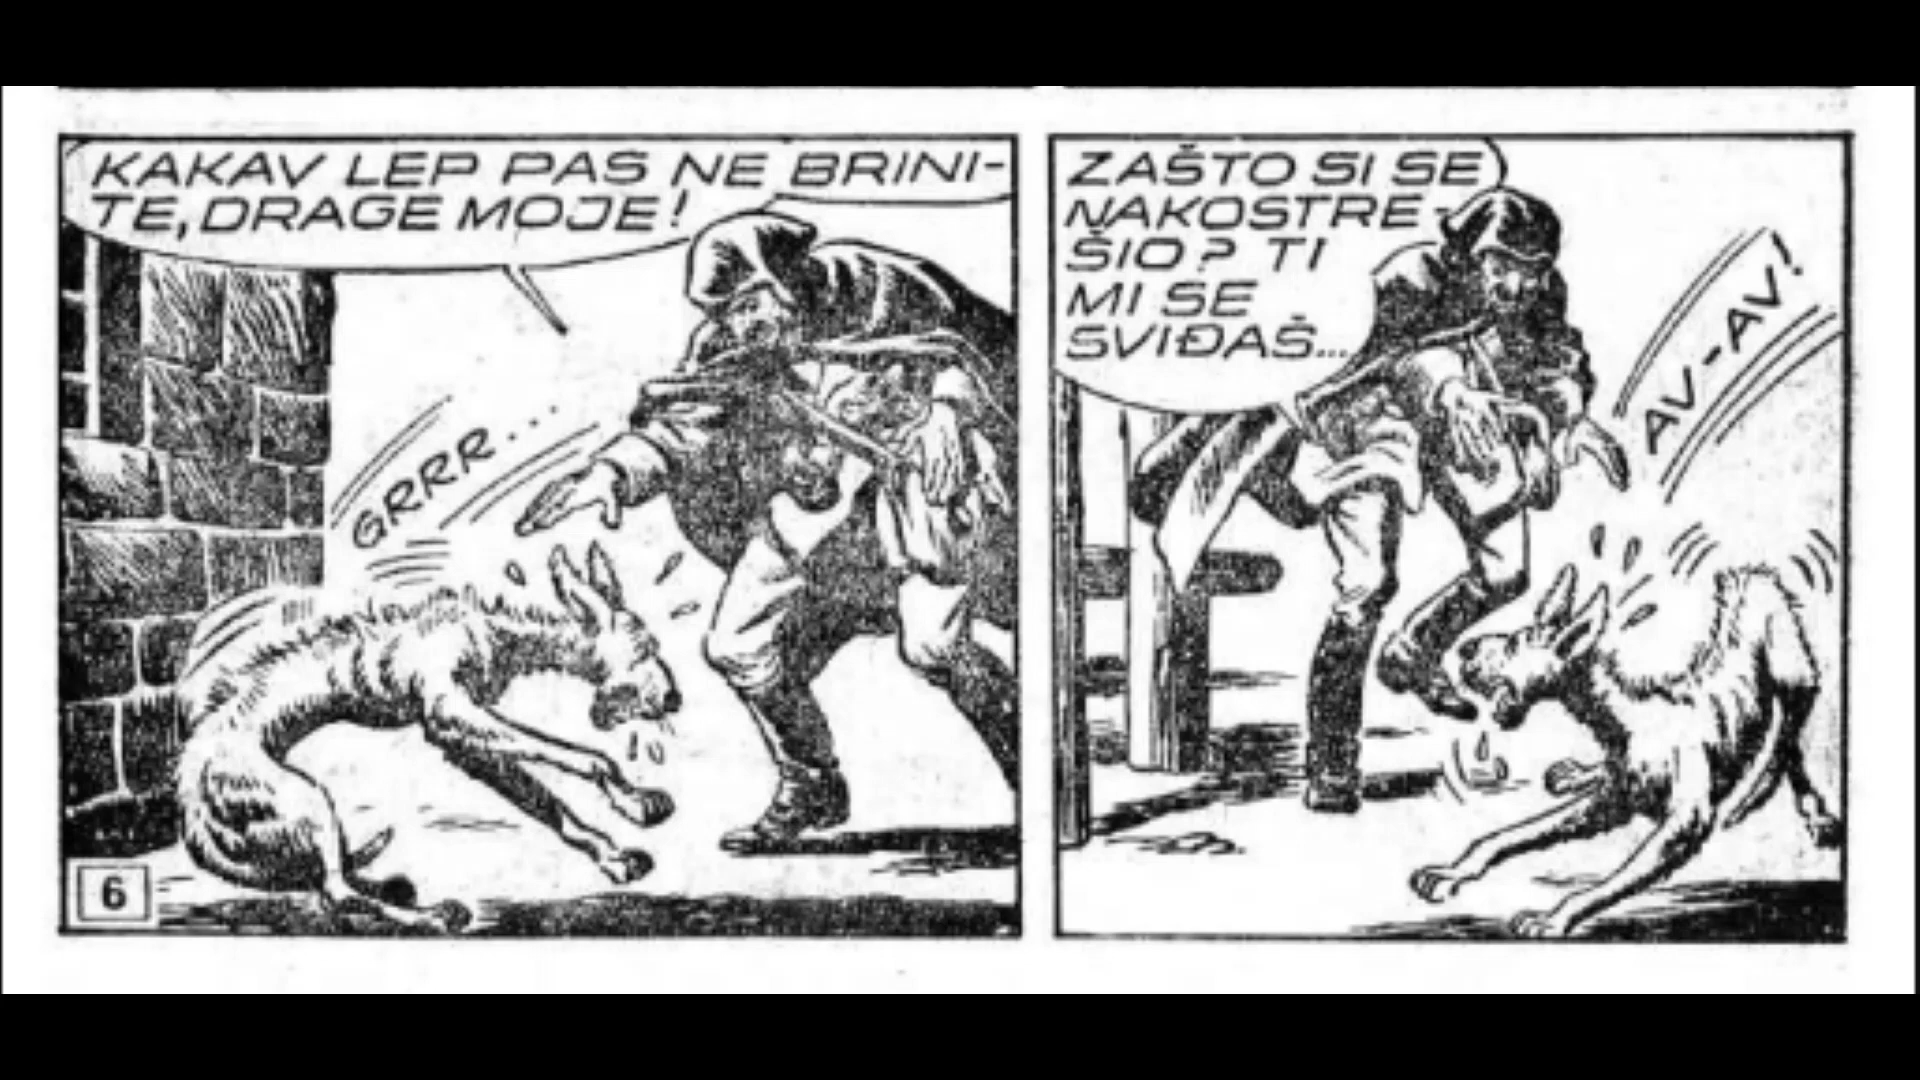 KAKAV LEP PAS NE BRINI-
TE, DRAGE MOJE!
GRRR...
6
ZAŠTO SI SE
NAKOSTRE-
ŠIO? TI
MI SE
SVIĐAŠ...
AV-AV!